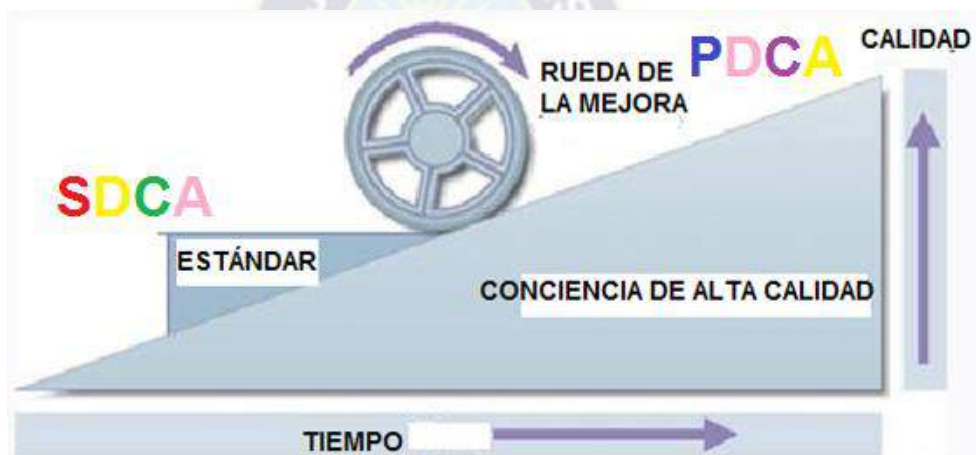 CALIDAD
PDCA
RUEDA DE
LA MEJORA
SDCA
ESTÁNDAR
CONCIENCIA DE ALTA CALIDAD
TIEMPO